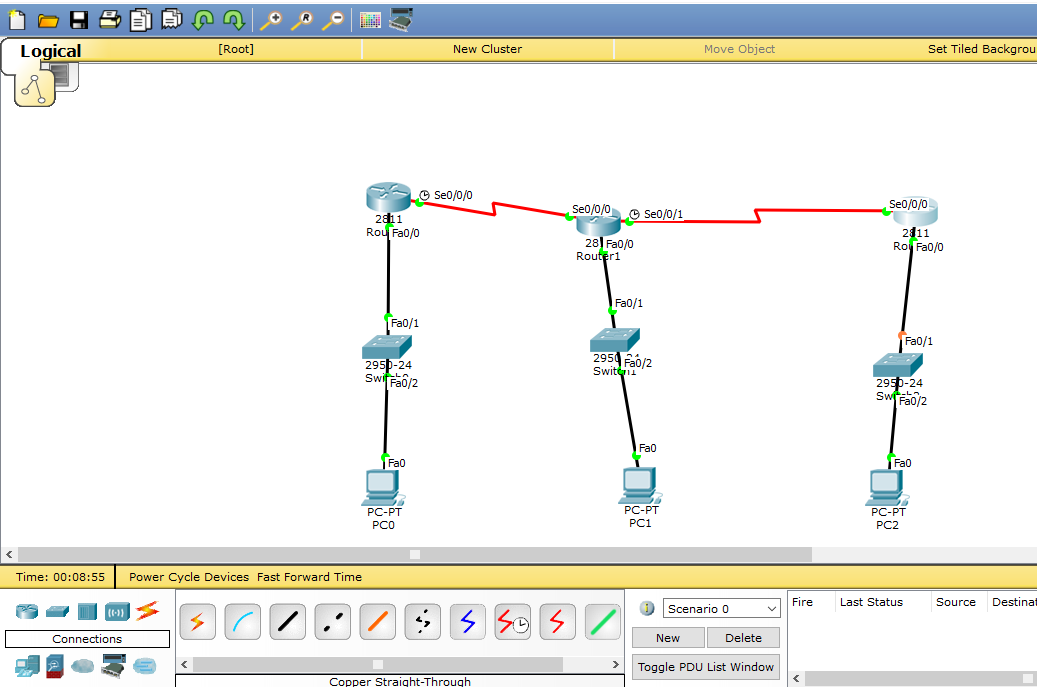 Logical
[Root]
New Cluster
Move Object
Set Tiled Backgrou
Se0/0/0
2811
Rou
Fa0/0
Se0/0/0
Se0/0/1
28
Fa0/0
Router1
Se0/0/0
2811
Rou
Fa0/0
Fa0/1
2950-24
Fa0/2
Fa0/1
2950-24
Fa0/2
Fa0/1
2950-24
Fa0/2
Fa0
PC-PT
PC0
Fa0
PC-PT
PC1
Fa0
PC-PT
PC2
Time: 00:08:55
Power Cycle Devices Fast Forward Time
Connections
Copper Straight-Through
Scenario 0
New
Delete
Toggle PDU List Window
Fire
Last Status
Source
Destinat